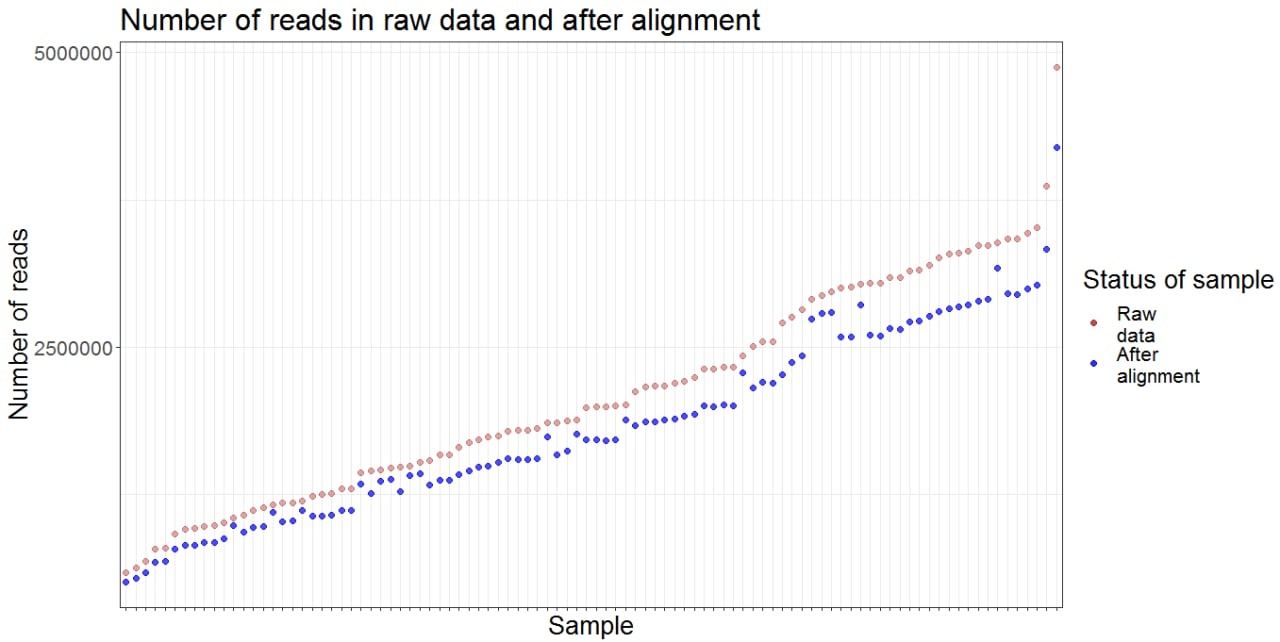 Number of reads in raw data and after alignment
5000000
2500000
Number of reads
Sample
Status of sample
Raw
data
After
alignment